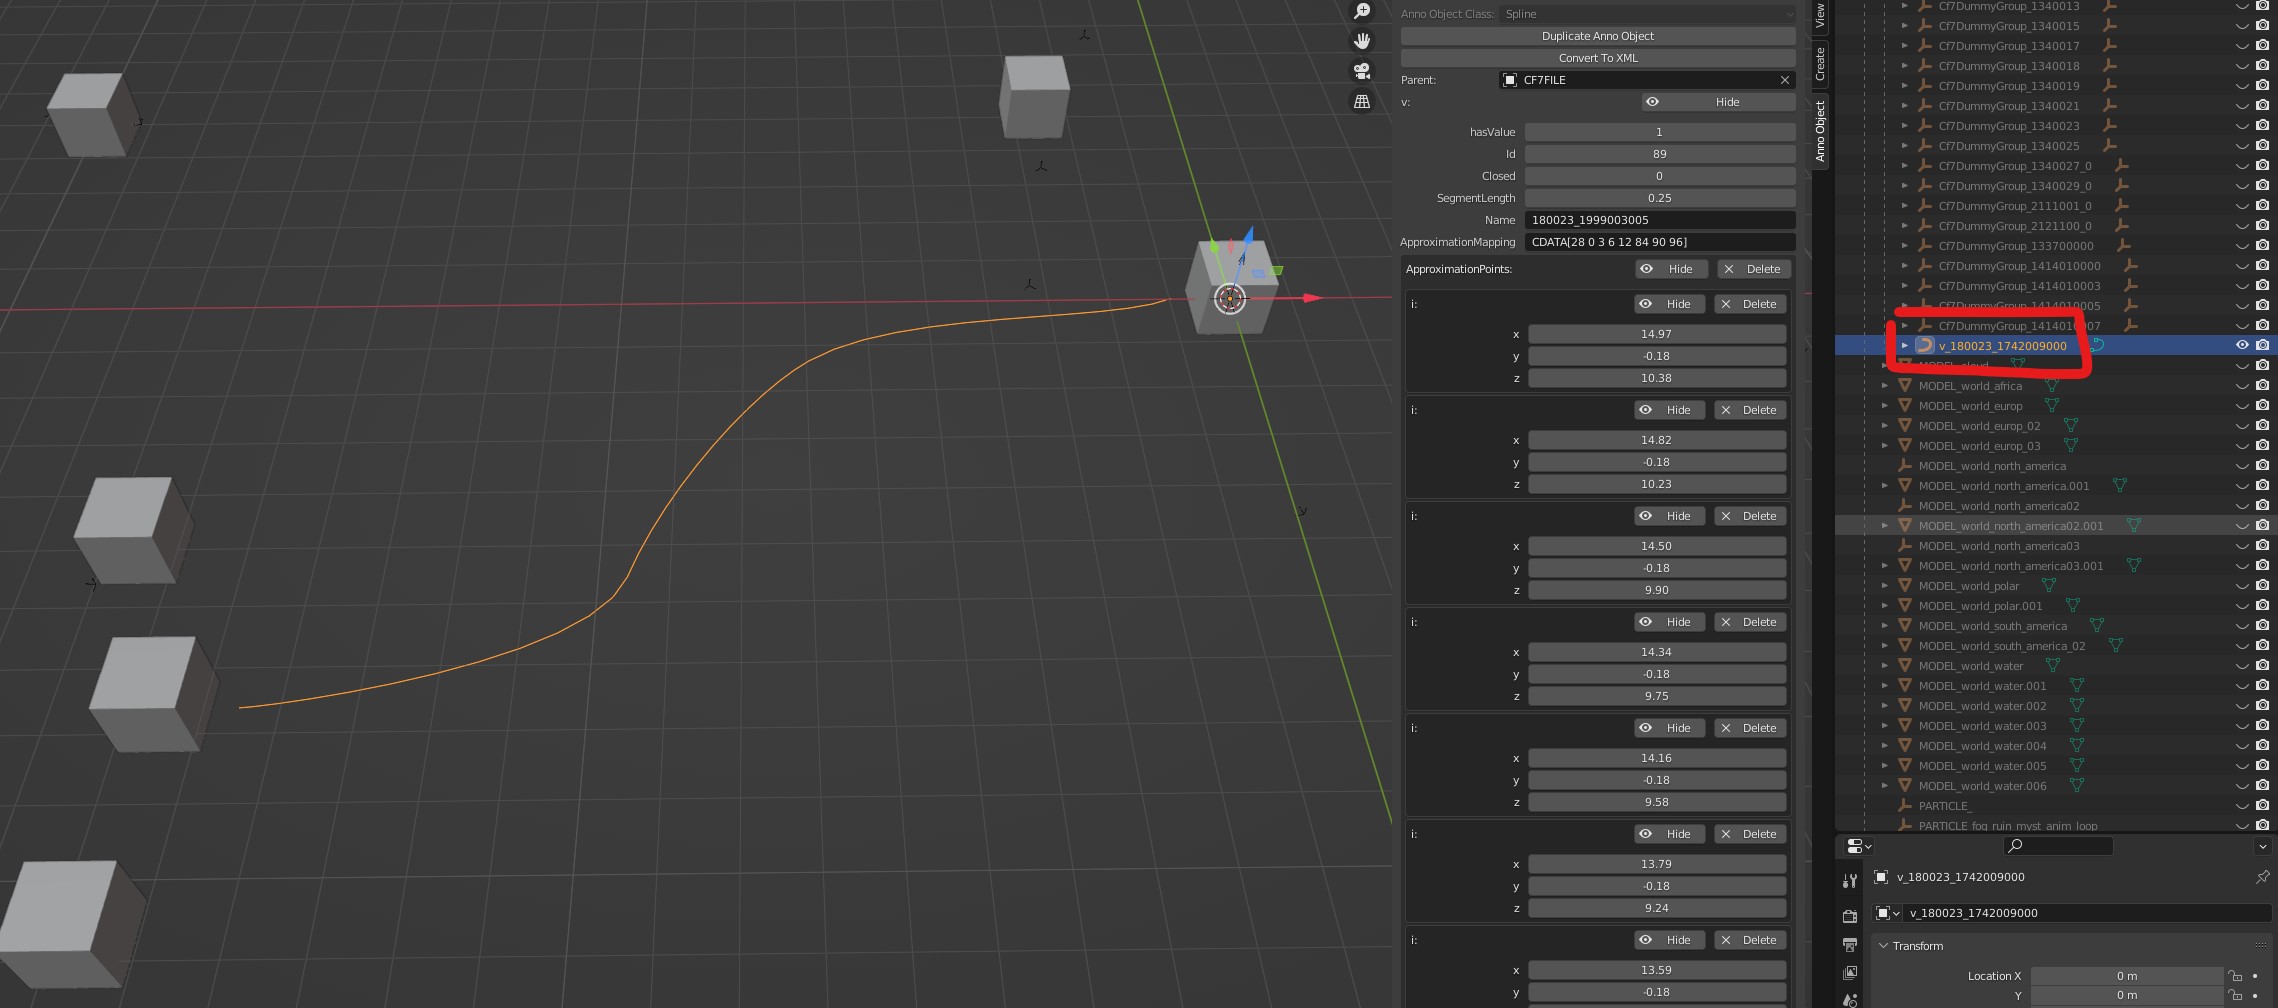 Anno Object Class: Spline
Duplicate Anno Object
Convert To XML
Parent: CF7FILE
v: Hide
hasValue 1
Id 89
Closed 0
SegmentLength 0.25
Name 180023_1999003005
ApproximationMapping CDATA[28 0 3 6 12 84 90 96]
ApproximationPoints: Hide Delete
i: Hide Delete
x 14.97
y -0.18
z 10.38
i: Hide Delete
x 14.82
y -0.18
z 10.23
i: Hide Delete
x 14.50
y -0.18
z 9.90
i: Hide Delete
x 14.34
y -0.18
z 9.75
i: Hide Delete
x 14.16
y -0.18
z 9.58
i: Hide Delete
x 13.79
y -0.18
z 9.24
i: Hide Delete
x 13.59
y -0.18
View
Create
Anno Object
Cf7DummyGroup_1340013
Cf7DummyGroup_1340015
Cf7DummyGroup_1340017
Cf7DummyGroup_1340018
Cf7DummyGroup_1340019
Cf7DummyGroup_1340021
Cf7DummyGroup_1340023
Cf7DummyGroup_1340025
Cf7DummyGroup_1340027_0
Cf7DummyGroup_1340029_0
Cf7DummyGroup_2111001_0
Cf7DummyGroup_2121100_0
Cf7DummyGroup_133700000
Cf7DummyGroup_1414010000
Cf7DummyGroup_1414010003
Cf7DummyGroup_1414010005
Cf7DummyGroup_1414010007
v_180023_1742009000
MODEL_cloud
MODEL_world_africa
MODEL_world_europ
MODEL_world_europ_02
MODEL_world_europ_03
MODEL_world_north_america
MODEL_world_north_america.001
MODEL_world_north_america02
MODEL_world_north_america02.001
MODEL_world_north_america03
MODEL_world_north_america03.001
MODEL_world_polar
MODEL_world_polar.001
MODEL_world_south_america
MODEL_world_south_america_02
MODEL_world_water
MODEL_world_water.001
MODEL_world_water.002
MODEL_world_water.003
MODEL_world_water.004
MODEL_world_water.005
MODEL_world_water.006
PARTICLE_
PARTICLE_fog_ruin_myst_anim_loop
v_180023_1742009000
v_180023_1742009000
Transform
Location X 0 m
Y 0 m